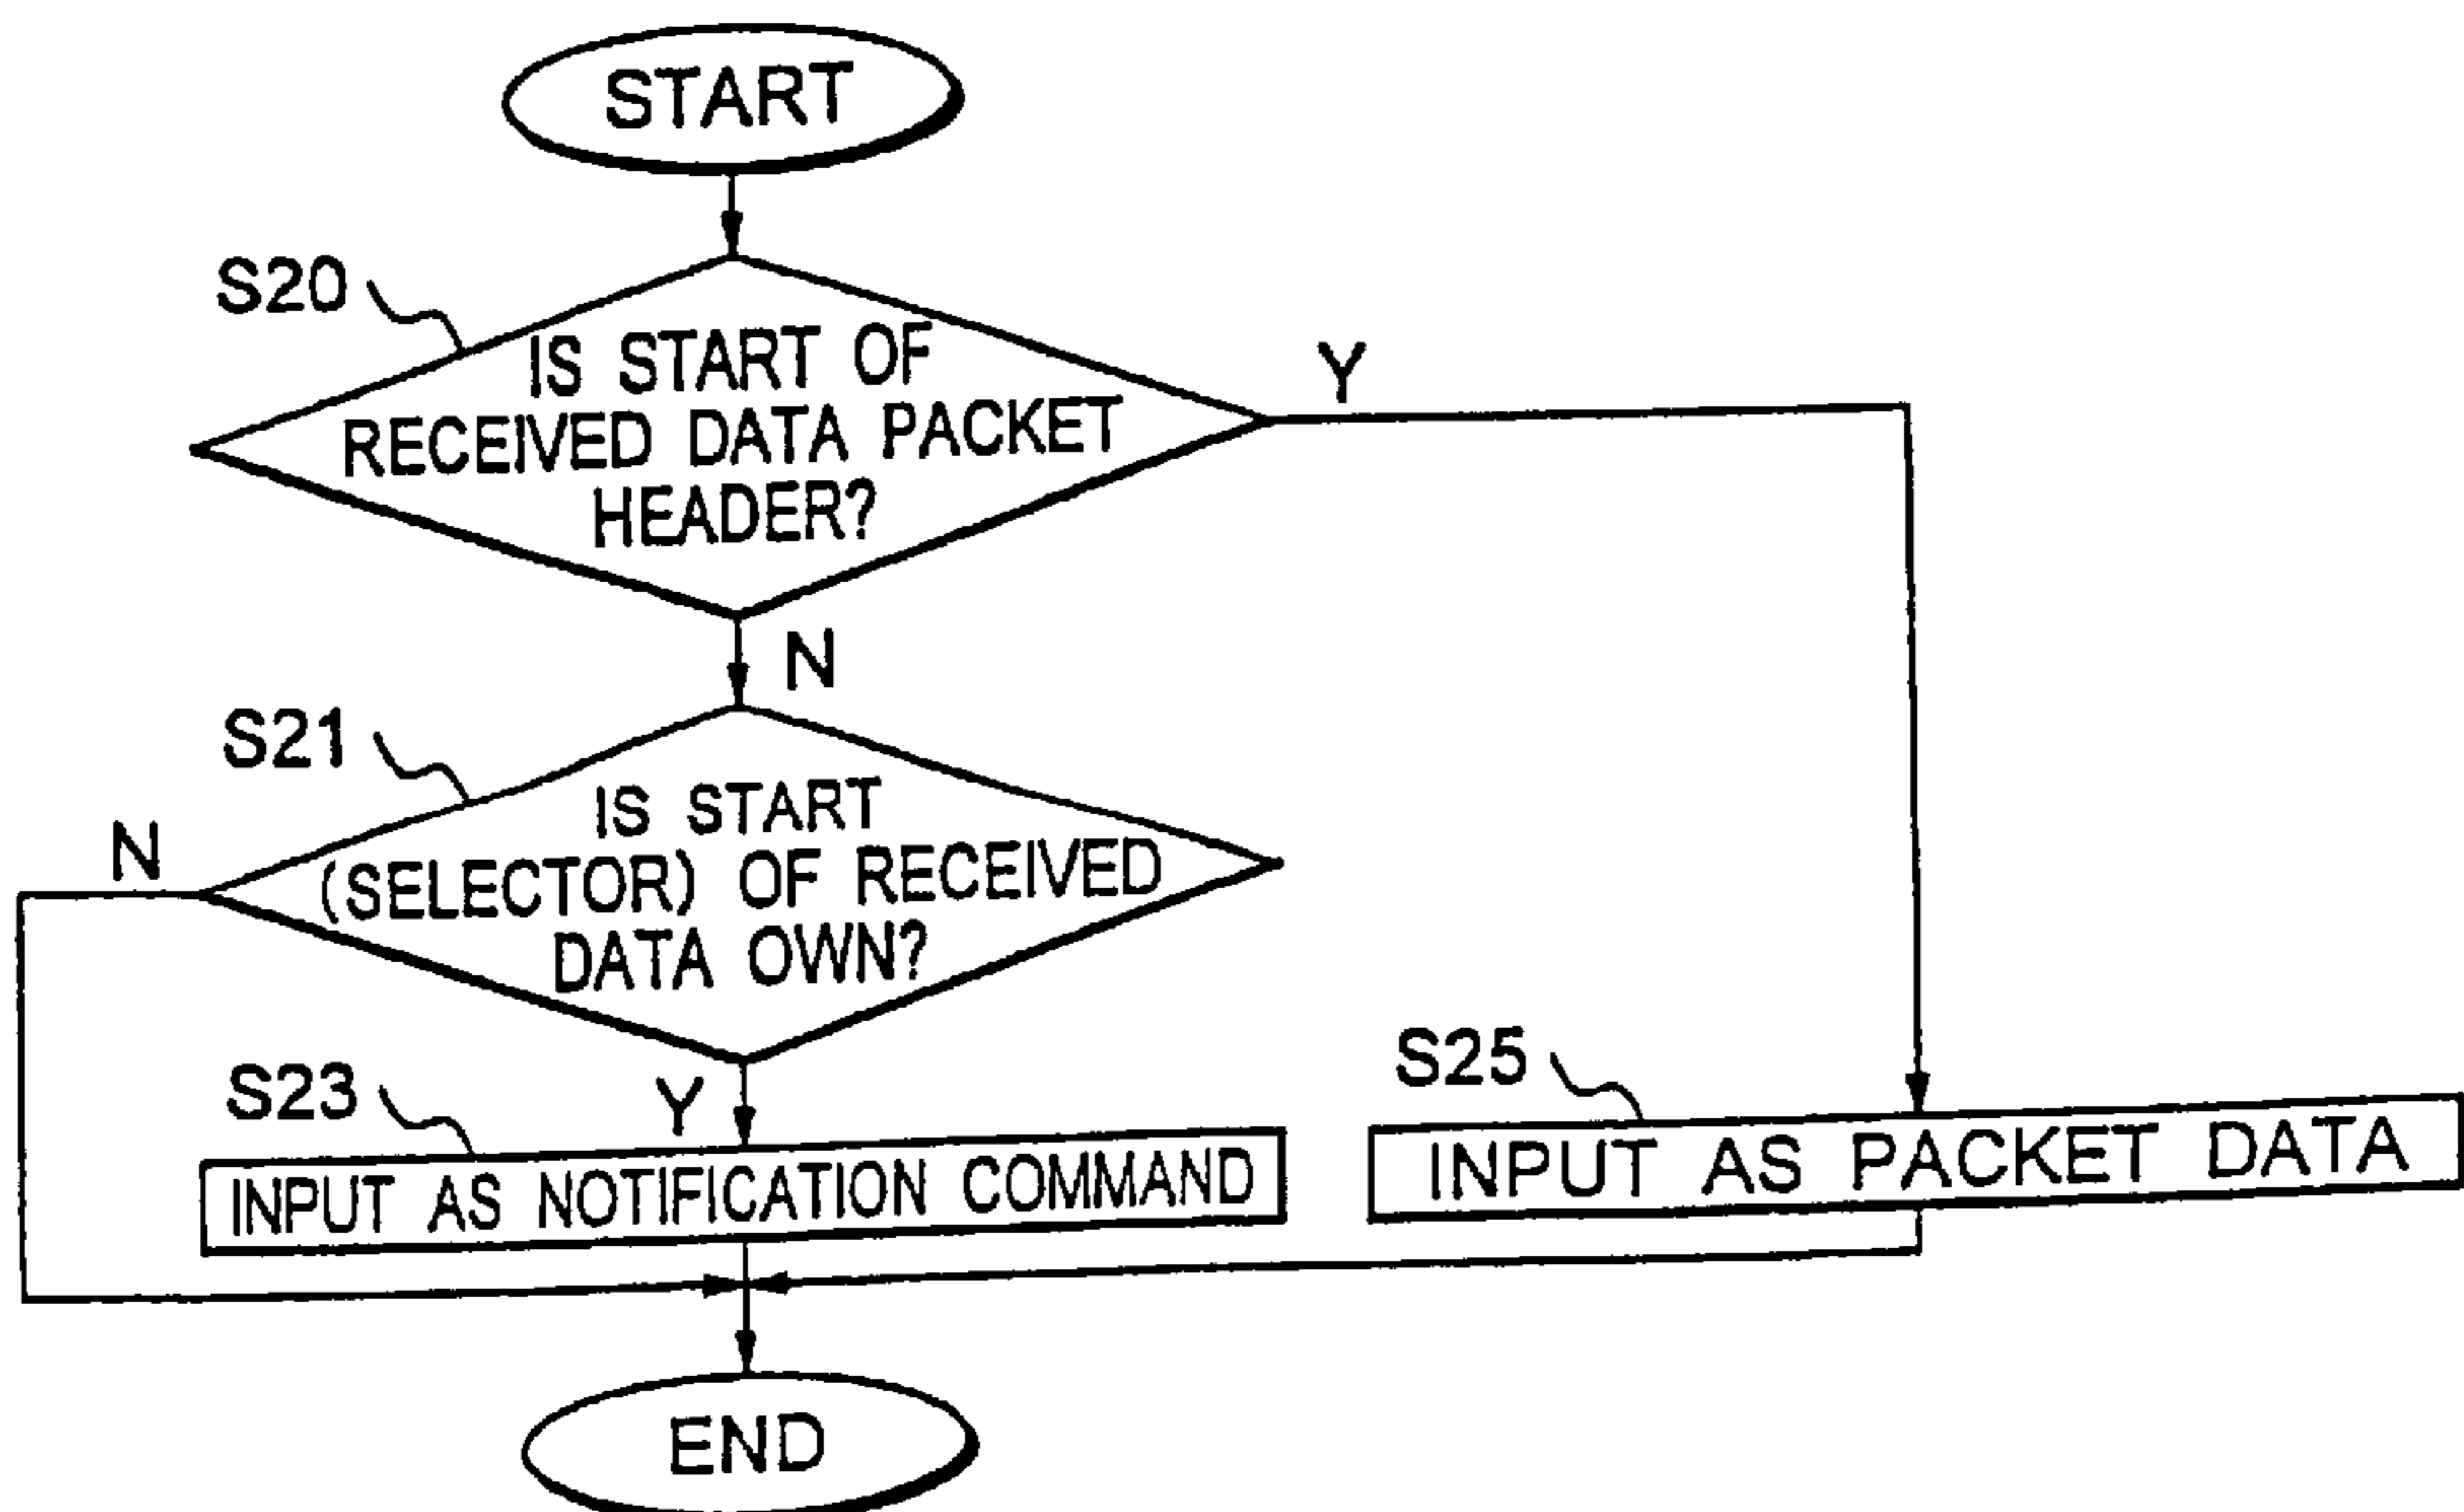 START
S20
IS START OF
RECEIVED DATA PACKET
HEADER?
Y
N
S21
IS START
(SELECTOR) OF RECEIVED
DATA OWN?
N
Y
S23
INPUT AS NOTIFICATION COMMAND
S25
INPUT AS PACKET DATA
END